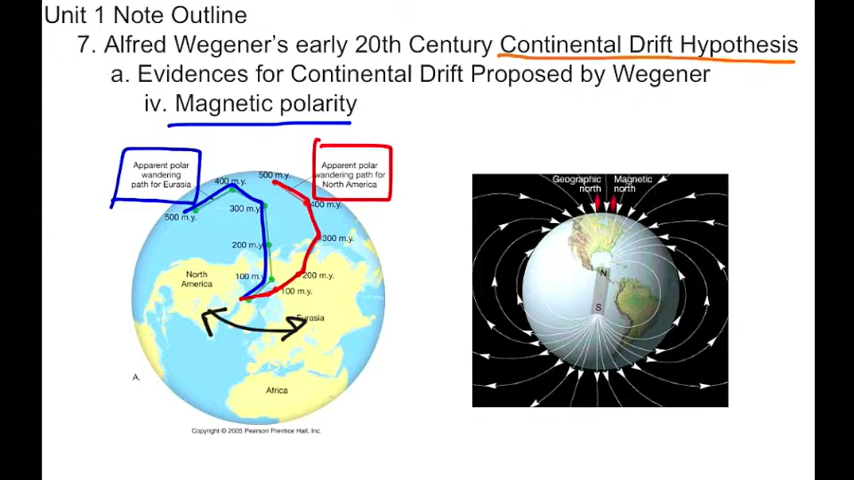 Unit 1 Note Outline
7. Alfred Wegener's early 20th Century Continental Drift Hypothesis
a. Evidences for Continental Drift Proposed by Wegener
iv. Magnetic polarity
Apparent polar
wandering
path for Eurasia
Apparent polar
wandering path for
North America
500 m.y.
400 m.y.
300 m.y.
200 m.y.
100 m.y.
500 m.y.
400 m.y.
300 m.y.
200 m.y.
100 m.y.
North
America
Eurasia
Africa
A.
Copyright © 2005 Pearson Prentice Hall, Inc.
Geographic
north
Magnetic
north
N
S